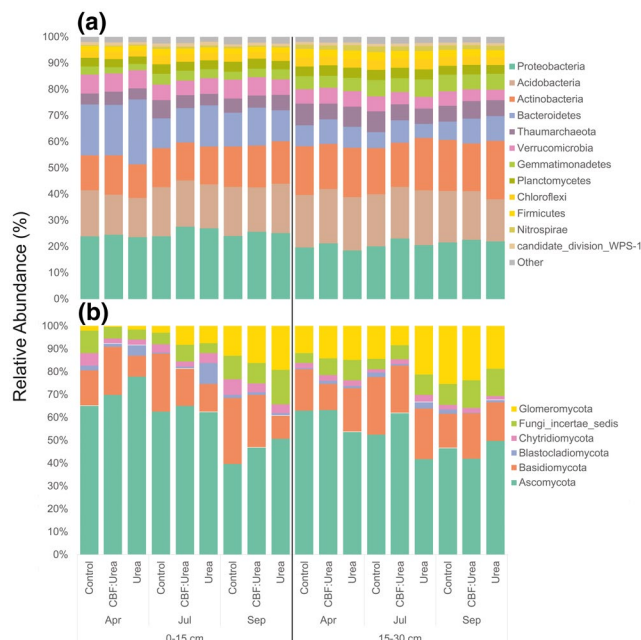 (a)
100%
90%
80%
70%
60%
50%
40%
30%
20%
10%
0%
Proteobacteria
Acidobacteria
Actinobacteria
Bacteroidetes
Thaumarchaeota
Verrucomicrobia
Gemmatimonadetes
Planctomycetes
Chloroflexi
Firmicutes
Nitrospirae
candidate_division_WPS-1
Other
Relative Abundance (%)
(b)
100%
90%
80%
70%
60%
50%
40%
30%
20%
10%
0%
Glomeromycota
Fungi_incertae_sedis
Chytridiomycota
Blastocladiomycota
Basidiomycota
Ascomycota
Control
CBF:Urea
Urea
Control
CBF:Urea
Urea
Control
CBF:Urea
Urea
Control
CBF:Urea
Urea
Control
CBF:Urea
Urea
Control
CBF:Urea
Urea
Apr Jul Sep Apr Jul Sep
0-15 cm 15-30 cm